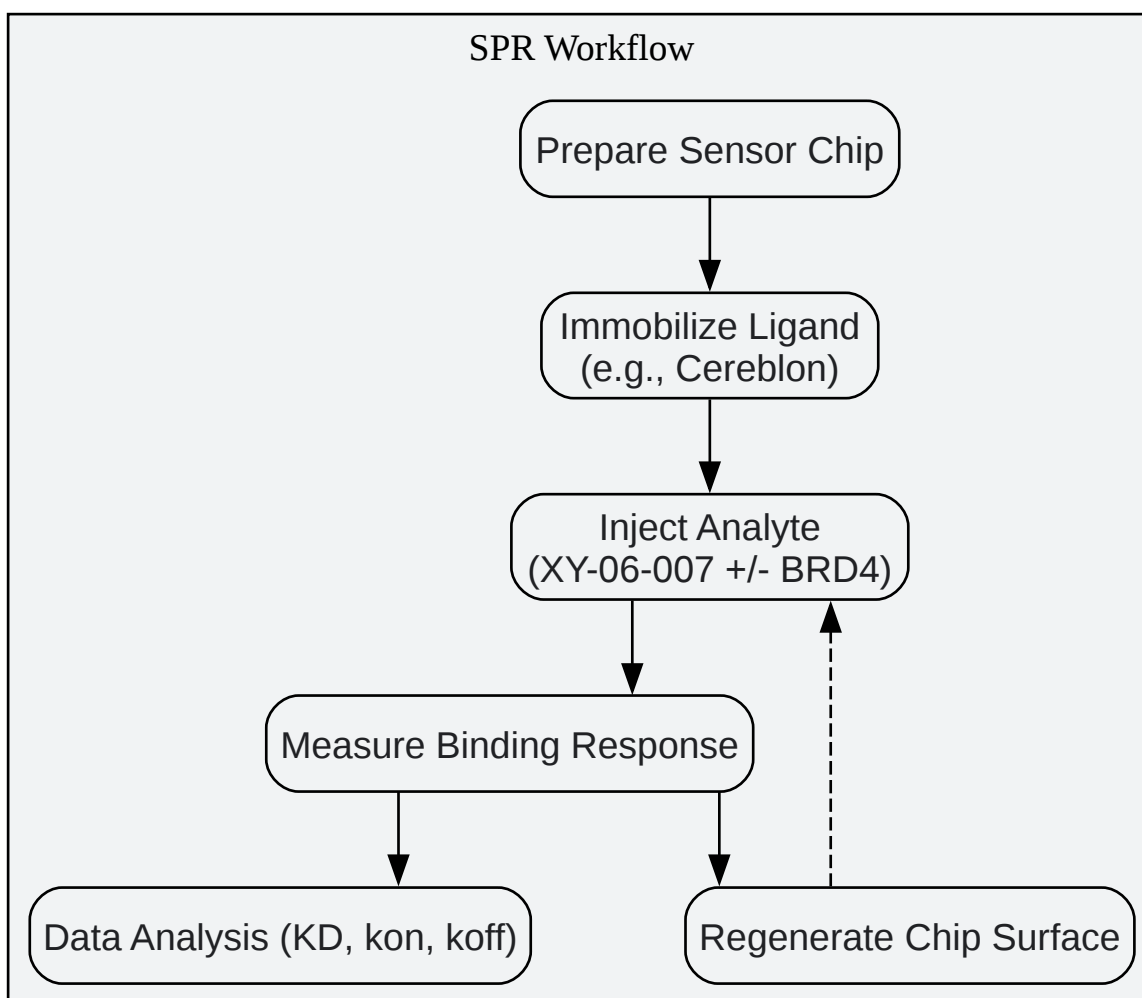 SPR Workflow
Prepare Sensor Chip
Immobilize Ligand
(e.g., Cereblon)
Inject Analyte
(XY-06-007 +/- BRD4)
Measure Binding Response
Data Analysis (KD, kon, koff)
Regenerate Chip Surface